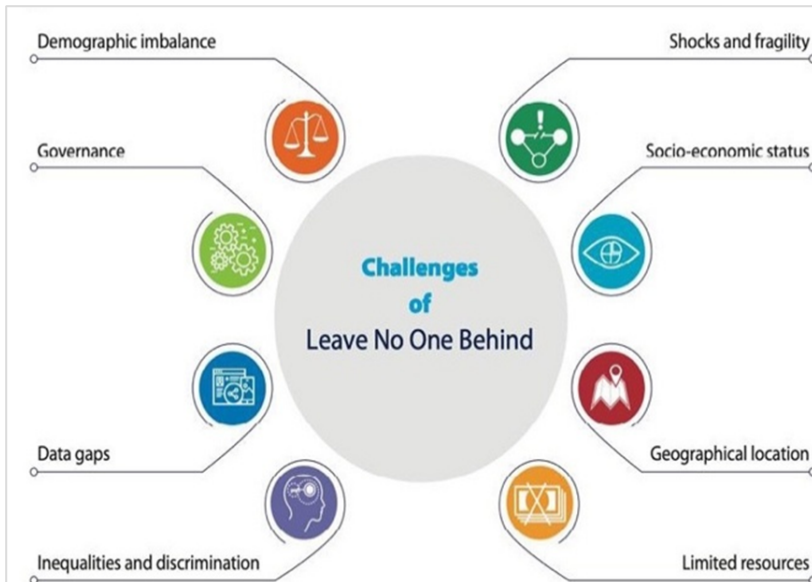 Demographic imbalance
Shocks and fragility
Governance
Socio-economic status
Challenges
of
Leave No One Behind
Data gaps
Geographical location
Inequalities and discrimination
Limited resources